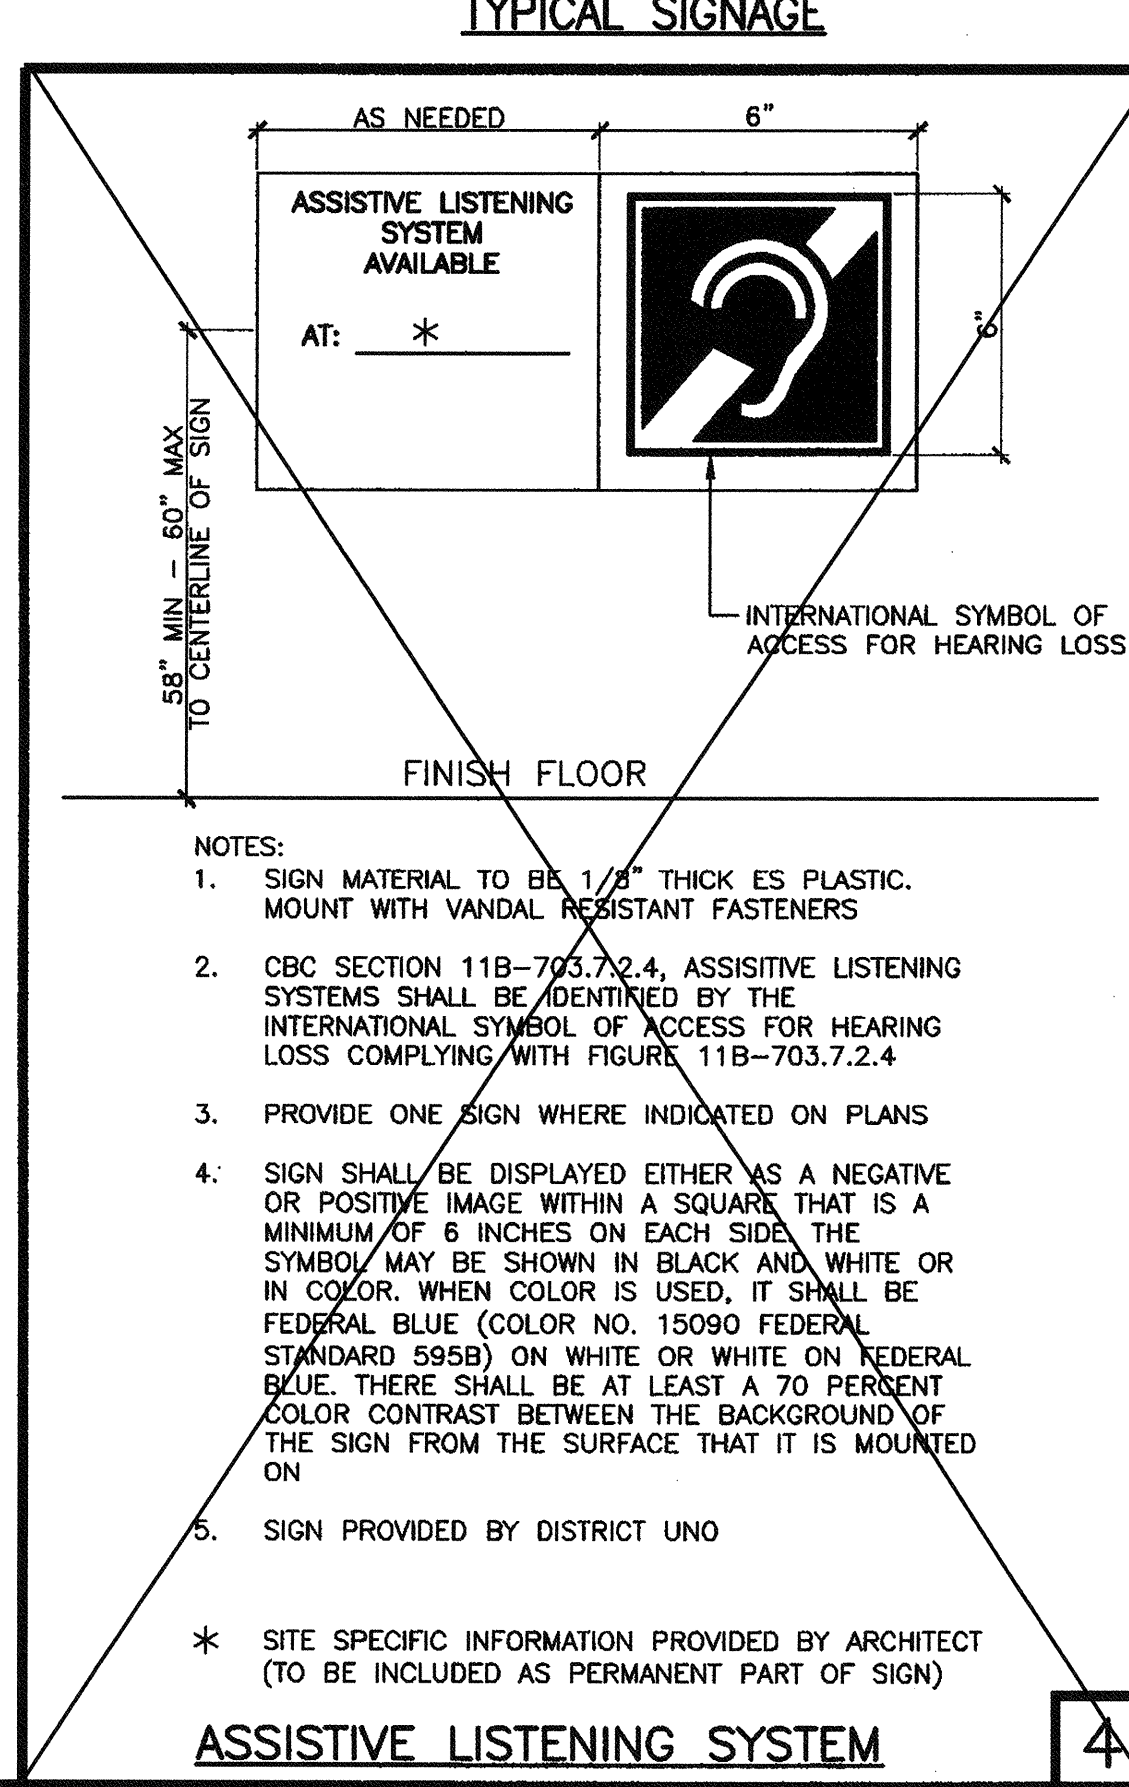 TYPICAL SIGNAGE
AS NEEDED
6"
ASSISTIVE LISTENING
SYSTEM
AVAILABLE
AT: *
6"
58" MIN – 60" MAX
TO CENTERLINE OF SIGN
INTERNATIONAL SYMBOL OF
ACCESS FOR HEARING LOSS
FINISH FLOOR
NOTES:
1. SIGN MATERIAL TO BE 1/8" THICK ES PLASTIC.
MOUNT WITH VANDAL RESISTANT FASTENERS
2. CBC SECTION 11B–703.7.2.4, ASSISITIVE LISTENING
SYSTEMS SHALL BE IDENTIFIED BY THE
INTERNATIONAL SYMBOL OF ACCESS FOR HEARING
LOSS COMPLYING WITH FIGURE 11B–703.7.2.4
3. PROVIDE ONE SIGN WHERE INDICATED ON PLANS
4. SIGN SHALL BE DISPLAYED EITHER AS A NEGATIVE
OR POSITIVE IMAGE WITHIN A SQUARE THAT IS A
MINIMUM OF 6 INCHES ON EACH SIDE. THE
SYMBOL MAY BE SHOWN IN BLACK AND WHITE OR
IN COLOR. WHEN COLOR IS USED, IT SHALL BE
FEDERAL BLUE (COLOR NO. 15090 FEDERAL
STANDARD 595B) ON WHITE OR WHITE ON FEDERAL
BLUE. THERE SHALL BE AT LEAST A 70 PERCENT
COLOR CONTRAST BETWEEN THE BACKGROUND OF
THE SIGN FROM THE SURFACE THAT IT IS MOUNTED
ON
5. SIGN PROVIDED BY DISTRICT UNO
* SITE SPECIFIC INFORMATION PROVIDED BY ARCHITECT
(TO BE INCLUDED AS PERMANENT PART OF SIGN)
ASSISTIVE LISTENING SYSTEM
4